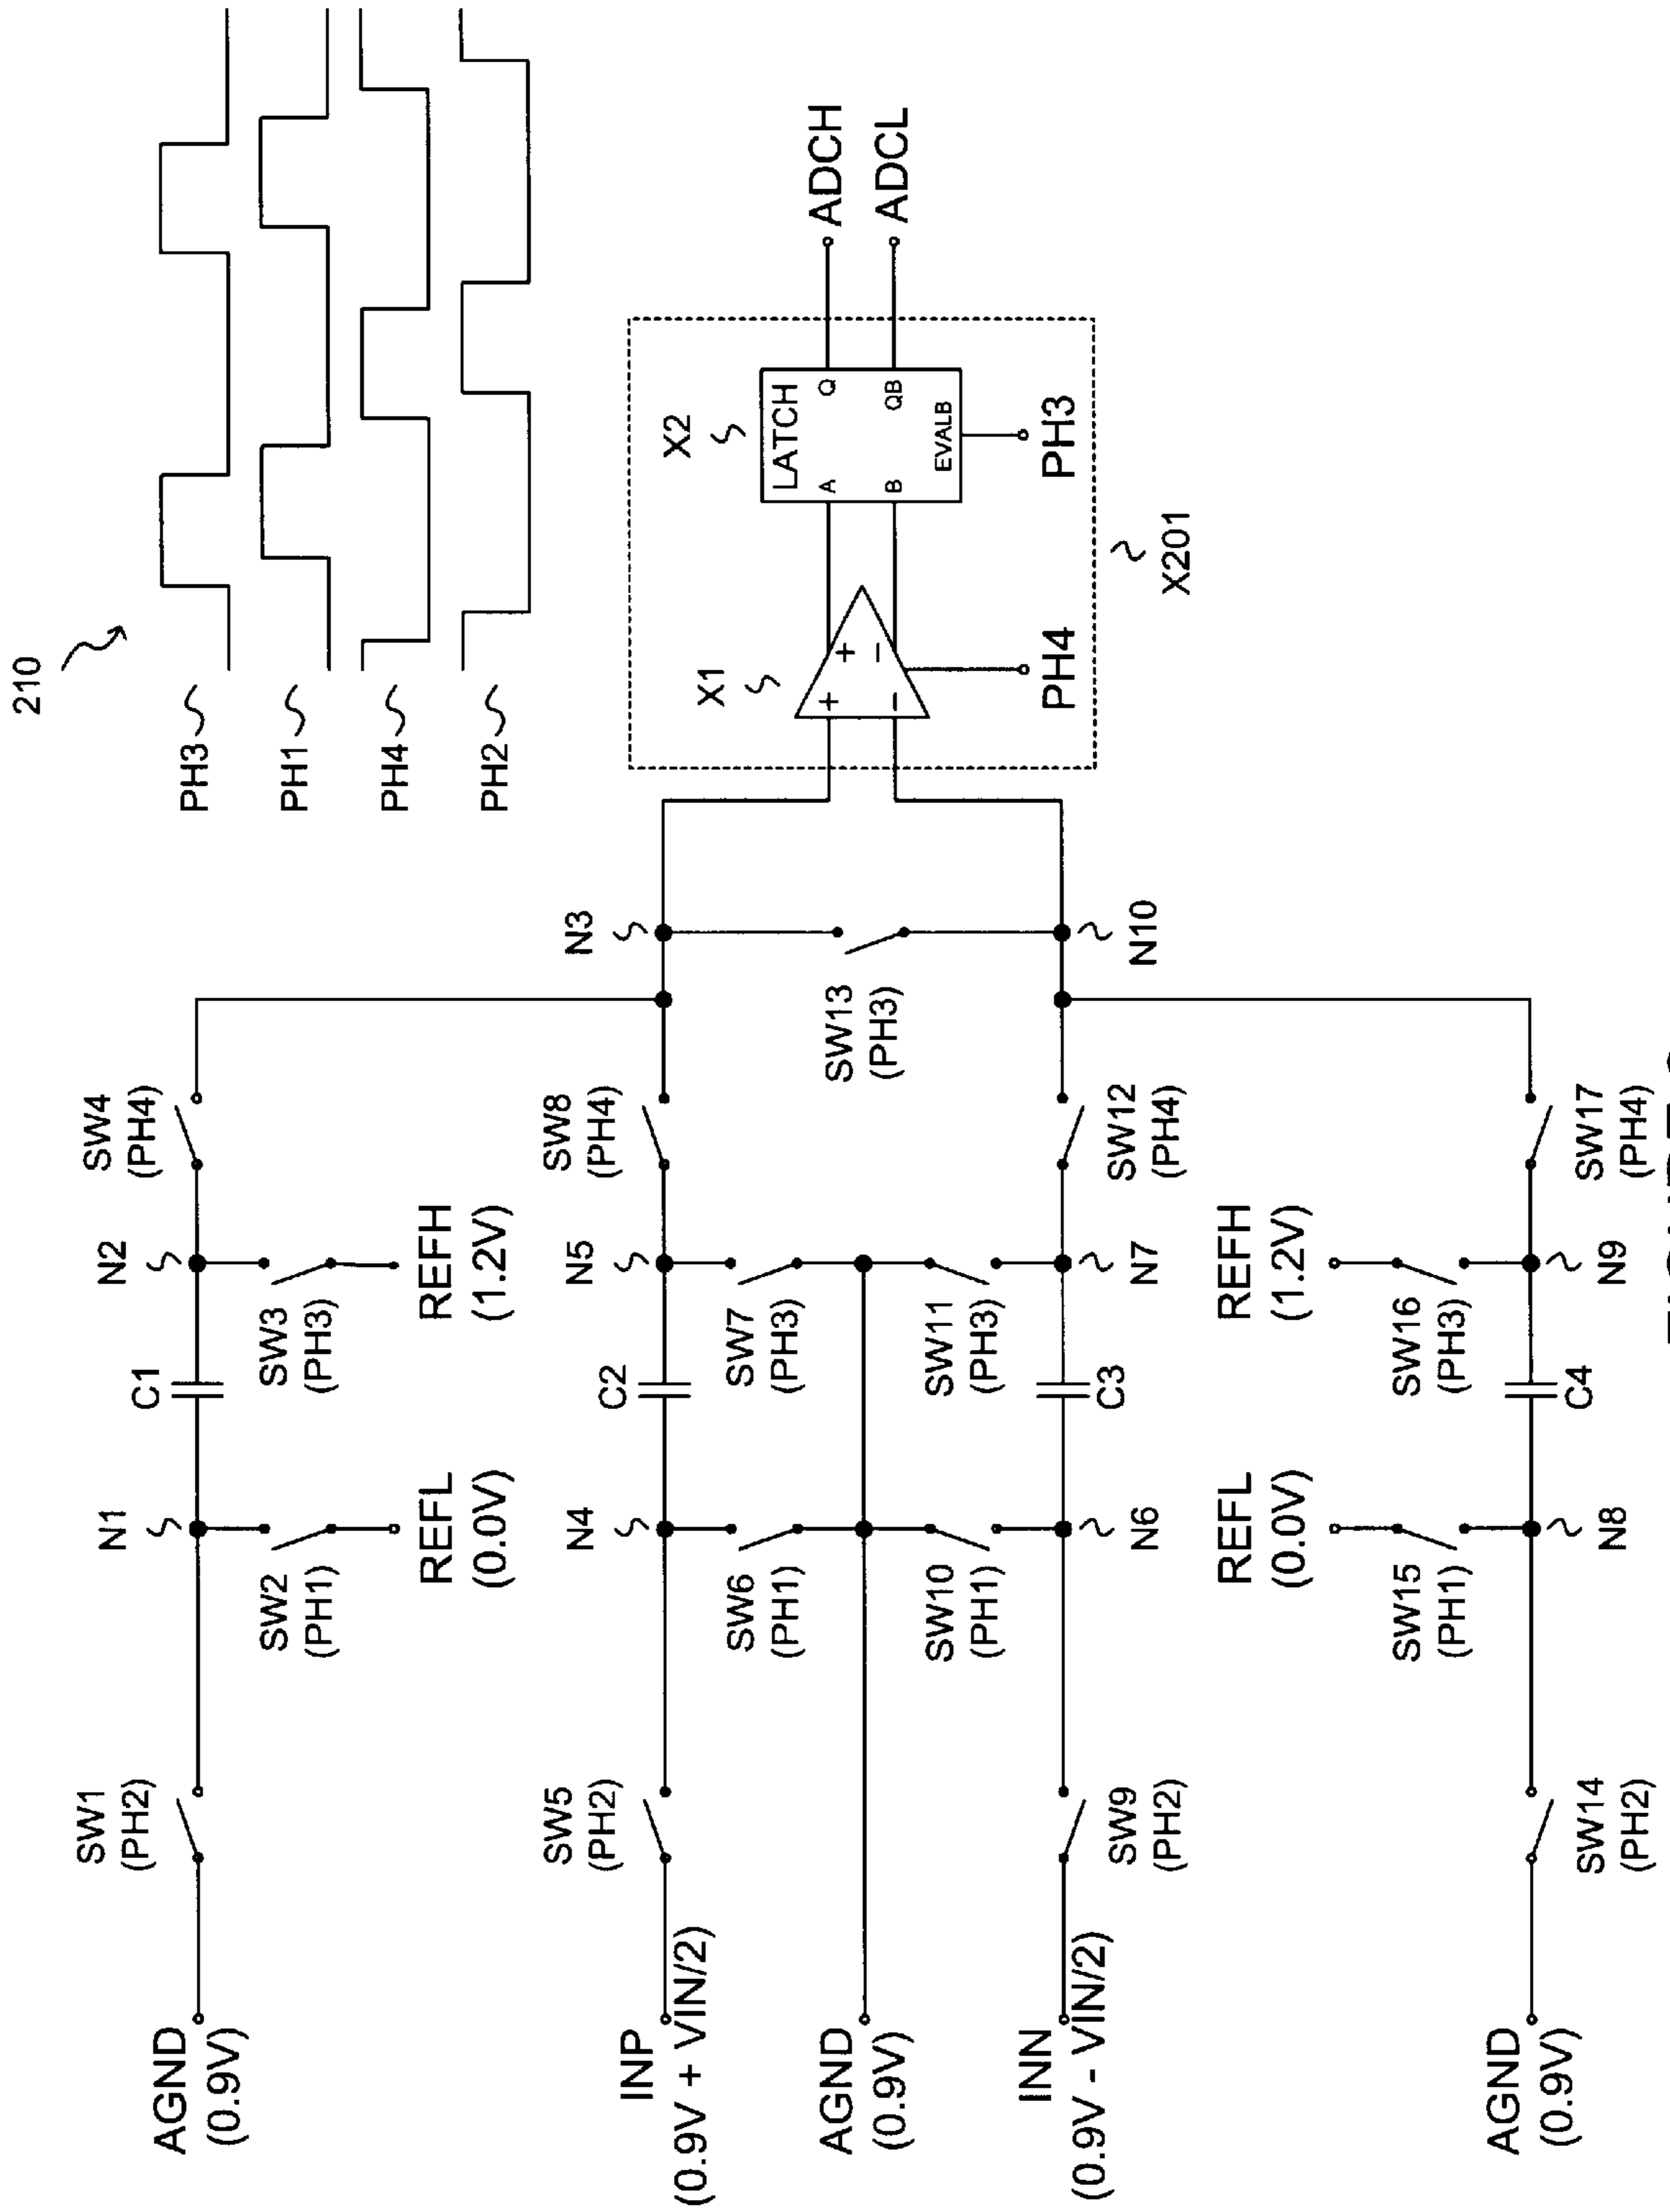 210
PH3
PH1
PH4
PH2
SW4
(PH4)
N2
SW3
(PH3)
REFH
(1.2V)
C1
N1
SW2
(PH1)
REFL
(0.0V)
SW1
(PH2)
AGND
(0.9V)
N3
SW8
(PH4)
N5
SW7
(PH3)
C2
N4
SW6
(PH1)
SW5
(PH2)
INP
(0.9V + VIN/2)
SW13
(PH3)
AGND
(0.9V)
N10
SW12
(PH4)
N7
SW11
(PH3)
C3
N6
SW10
(PH1)
SW9
(PH2)
INN
(0.9V - VIN/2)
SW17
(PH4)
N9
SW16
(PH3)
REFH
(1.2V)
C4
N8
SW15
(PH1)
REFL
(0.0V)
SW14
(PH2)
AGND
(0.9V)
X1
+
−
+
−
PH4
X2
LATCH
A
B
Q
QB
EVALB
PH3
X201
ADCH
ADCL